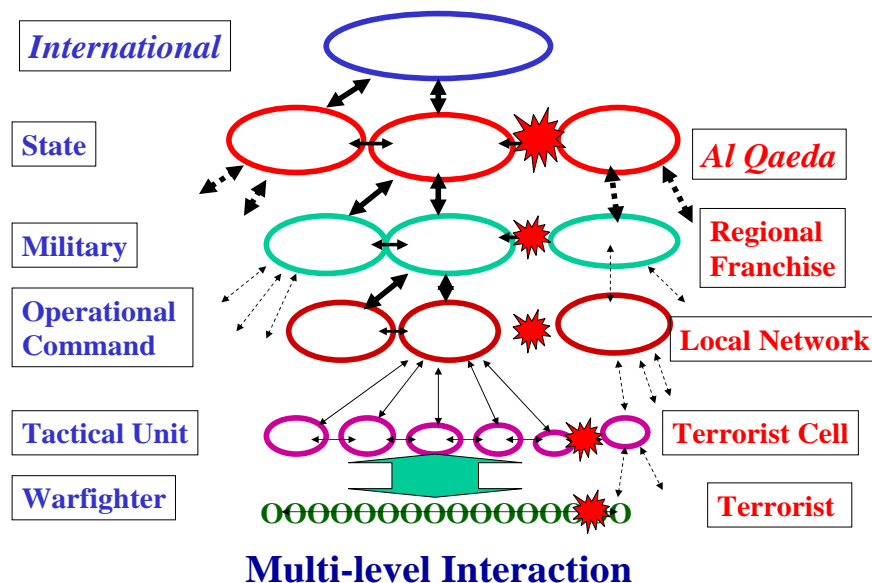 International
State
Al Qaeda
Military
Regional
Franchise
Operational
Command
Local Network
Tactical Unit
Terrorist Cell
Warfighter
OOOOOOOOOOOOOOO O
Terrorist
Multi-level Interaction